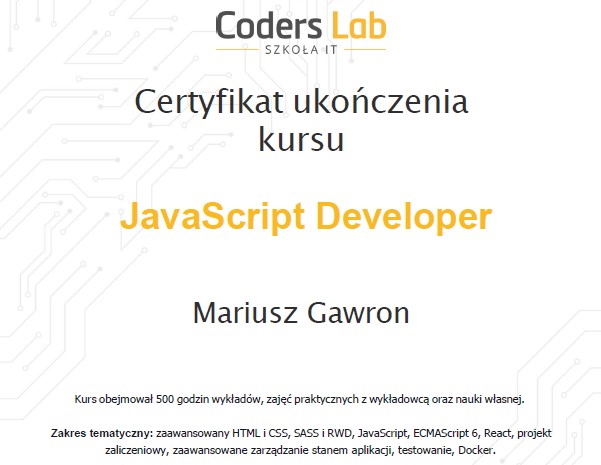 Coders Lab
SZKOŁA IT
Certyfikat ukończenia
kursu
JavaScript Developer
Mariusz Gawron
Kurs obejmował 500 godzin wykładów, zajęć praktycznych z wykładowcą oraz nauki własnej.
Zakres tematyczny: zaawansowany HTML i CSS, SASS i RWD, JavaScript, ECMAScript 6, React, projekt
zaliczeniowy, zaawansowane zarządzanie stanem aplikacji, testowanie, Docker.